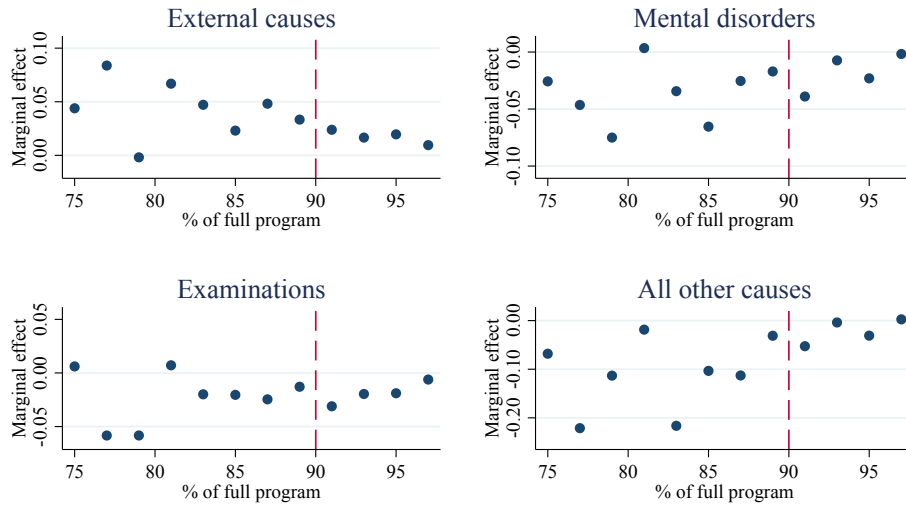 External causes
Marginal effect
0.10
0.05
0.00
75 80 85 90 95
% of full program
Mental disorders
Marginal effect
0.00
-0.05
-0.10
75 80 85 90 95
% of full program
Examinations
Marginal effect
0.05
0.00
-0.05
75 80 85 90 95
% of full program
All other causes
Marginal effect
0.00
-0.10
-0.20
75 80 85 90 95
% of full program